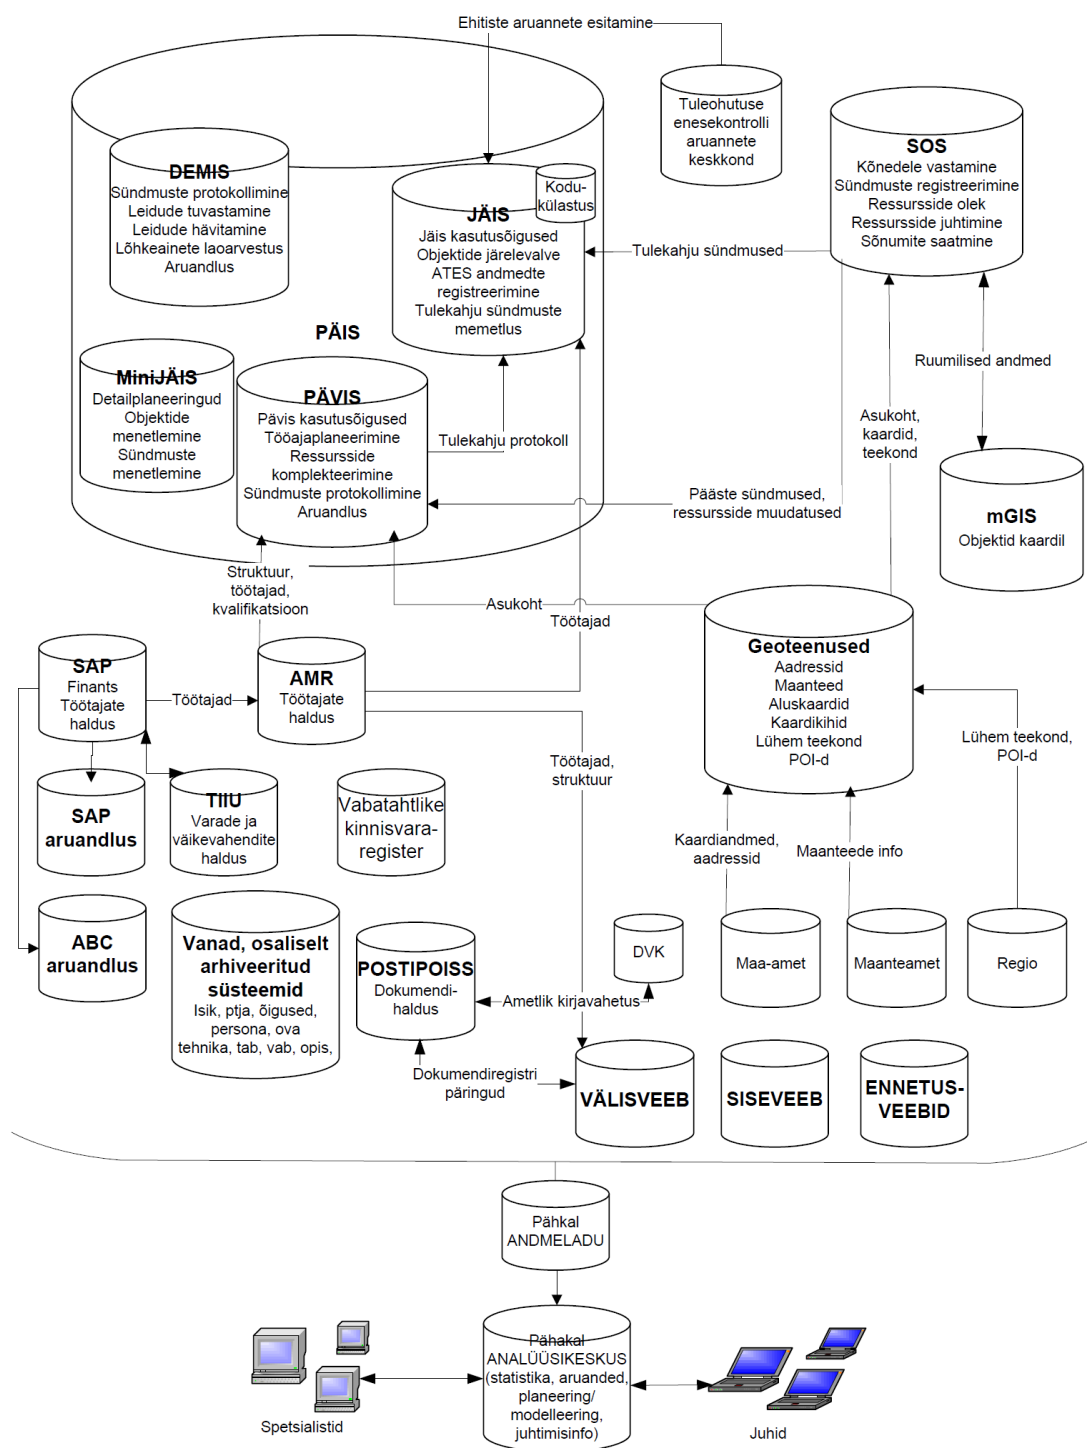 Ehitiste aruannete esitamine
Tuleohutuse
enesekontrolli
aruannete
keskkond
SOS
Kõnedele vastamine
Sündmuste registreerimine
Ressursside olek
Ressursside juhtimine
Sõnumite saatmine
DEMIS
Sündmuste protokollimine
Leidude tuvastamine
Leidude hävitamine
Lõhkeainete laoarvestus
Aruandlus
Kodu-
külastus
JÄIS
Jäis kasutusõigused
Objektide järelevalve
ATES andmedte
registreerimine
Tulekahju sündmuste
memetlus
Tulekahju sündmused
PÄIS
Ruumilised andmed
MiniJÄIS
Detailplaneeringud
Objektide
menetlemine
Sündmuste
menetlemine
PÄVIS
Pävis kasutusõigused
Tööajaplaneerimine
Ressursside
komplekteerimine
Sündmuste protokollimine
Aruandlus
Tulekahju protokoll
Asukoht,
kaardid,
teekond
Pääste sündmused,
ressursside muudatused
mGIS
Objektid kaardil
Struktuur,
töötajad,
kvalifikatsioon
Asukoht
Töötajad
Geoteenused
Aadressid
Maanteed
Aluskaardid
Kaardikihid
Lühem teekond
POI-d
SAP
Finants
Töötajate
haldus
Töötajad
AMR
Töötajate
haldus
Lühem teekond,
POI-d
Töötajad,
struktuur
SAP
aruandlus
TIIU
Varade ja
väikevahendite
haldus
Vabatahtlike
kinnisvara-
register
Kaardiandmed,
aadressid
Maanteede info
ABC
aruandlus
Vanad, osaliselt
arhiveeritud
süsteemid
Isik, ptja, õigused,
persona, ova
tehnika, tab, vab, opis,
POSTIPOISS
Dokumendi-
haldus
Ametlik kirjavahetus
DVK
Maa-amet
Maanteamet
Regio
Dokumendiregistri
päringud
VÄLISVEEB
SISEVEEB
ENNETUS-
VEEBID
Pähkal
ANDMELADU
Pähakal
ANALÜÜSIKESKUS
(statistika, aruanded,
planeering/
modelleering,
juhtimisinfo)
Spetsialistid
Juhid